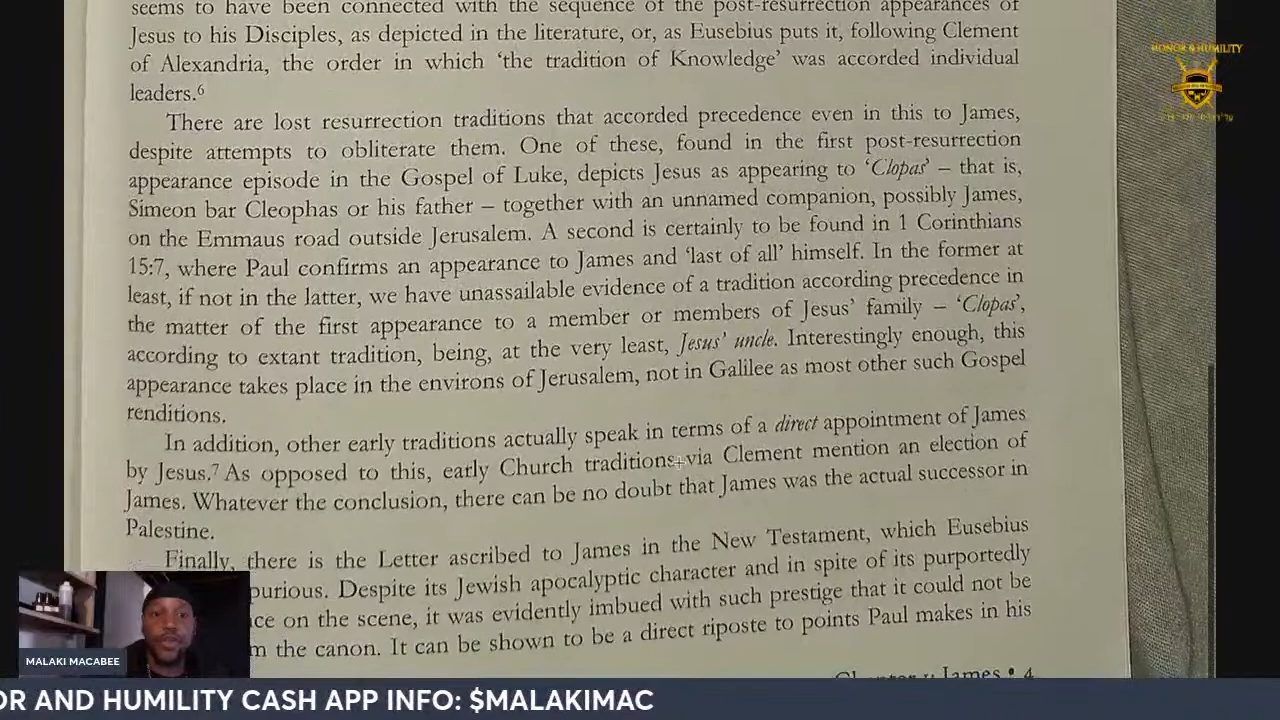 seems to have been connected with the sequence of the post-resurrection appearances of
Jesus to his Disciples, as depicted in the literature, or, as Eusebius puts it, following Clement
of Alexandria, the order in which ‘the tradition of Knowledge’ was accorded individual
leaders.⁶
There are lost resurrection traditions that accorded precedence even in this to James,
despite attempts to obliterate them. One of these, found in the first post-resurrection
appearance episode in the Gospel of Luke, depicts Jesus as appearing to ‘Clopas’ – that is,
Simeon bar Cleophas or his father – together with an unnamed companion, possibly James,
on the Emmaus road outside Jerusalem. A second is certainly to be found in 1 Corinthians
15:7, where Paul confirms an appearance to James and ‘last of all’ himself. In the former at
least, if not in the latter, we have unassailable evidence of a tradition according precedence in
the matter of the first appearance to a member or members of Jesus’ family – ‘Clopas’,
according to extant tradition, being, at the very least, Jesus’ uncle. Interestingly enough, this
appearance takes place in the environs of Jerusalem, not in Galilee as most other such Gospel
renditions.
In addition, other early traditions actually speak in terms of a direct appointment of James
by Jesus.⁷ As opposed to this, early Church traditions via Clement mention an election of
James. Whatever the conclusion, there can be no doubt that James was the actual successor in
Palestine.
Finally, there is the Letter ascribed to James in the New Testament, which Eusebius
purious. Despite its Jewish apocalyptic character and in spite of its purportedly
ce on the scene, it was evidently imbued with such prestige that it could not be
m the canon. It can be shown to be a direct riposte to points Paul makes in his
James • 4
HONOR & HUMILITY
MALAKI MACABEE
OR AND HUMILITY CASH APP INFO: $MALAKIMAC